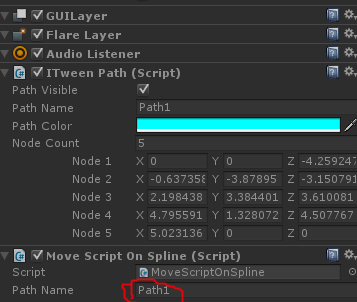 GUILayer
Flare Layer
Audio Listener
ITween Path (Script)
Path Visible
Path Name Path1
Path Color
Node Count 5
Node 1 X 0 Y 0 Z -4.259247
Node 2 X -0.637358 Y -3.87895 Z -3.150791
Node 3 X 2.198438 Y 3.384401 Z 3.610081
Node 4 X 4.795591 Y 1.328072 Z 4.507767
Node 5 X 5.023136 Y 0 Z 0
Move Script On Spline (Script)
Script MoveScriptOnSpline
Path Name Path1